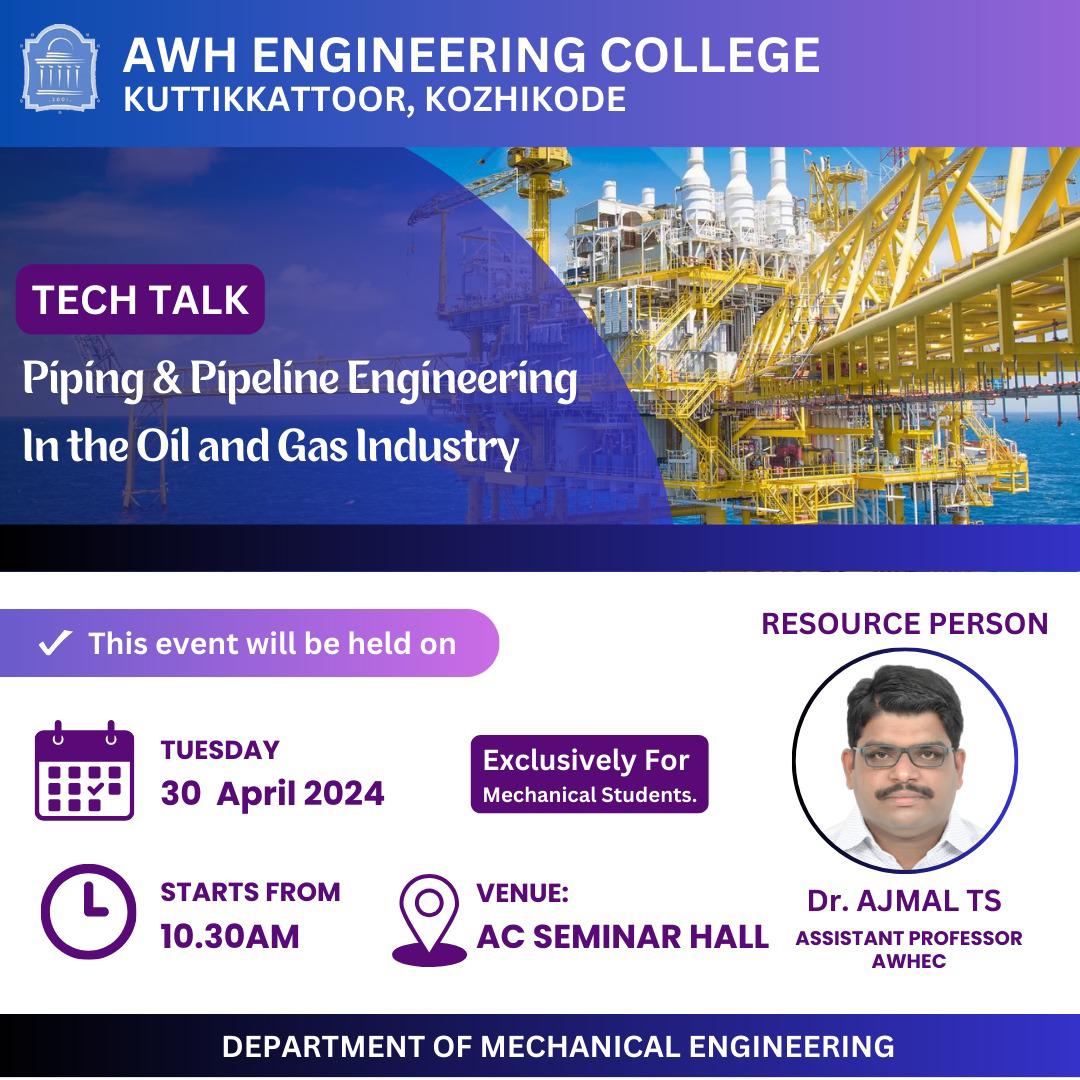 AWH ENGINEERING COLLEGE
KUTTIKKATTOOR, KOZHIKODE
TECH TALK
Piping & Pipeline Engineering
In the Oil and Gas Industry
This event will be held on
TUESDAY
30 April 2024
Exclusively For
Mechanical Students.
STARTS FROM
10.30AM
VENUE:
AC SEMINAR HALL
RESOURCE PERSON
Dr. AJMAL TS
ASSISTANT PROFESSOR
AWHEC
DEPARTMENT OF MECHANICAL ENGINEERING